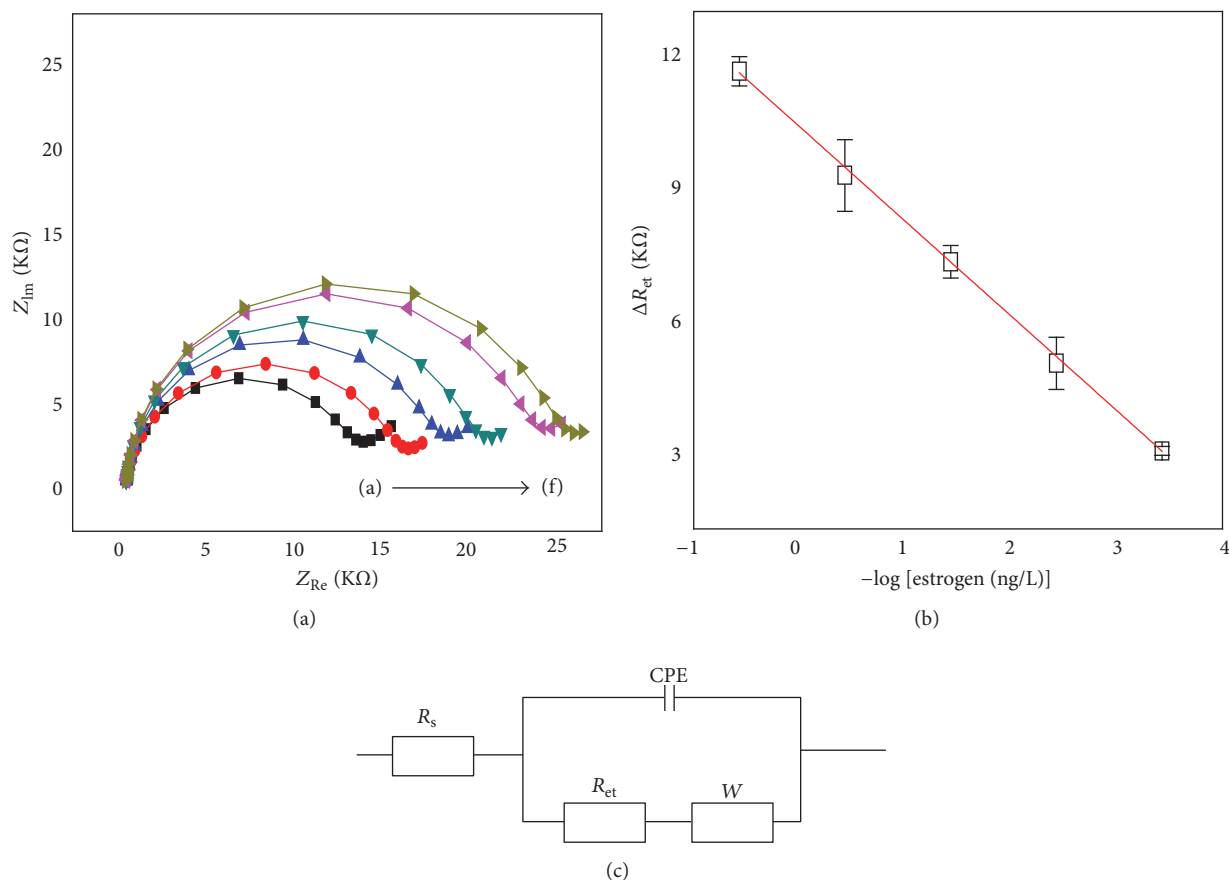 25
20
15
10
5
0
Z_Im (KΩ)
(a) (f)
0 5 10 15 20 25
Z_Re (KΩ)
(a)
12
9
6
3
ΔR_et (KΩ)
−1 0 1 2 3 4
−log [estrogen (ng/L)]
(b)
CPE
R_s
R_et W
(c)